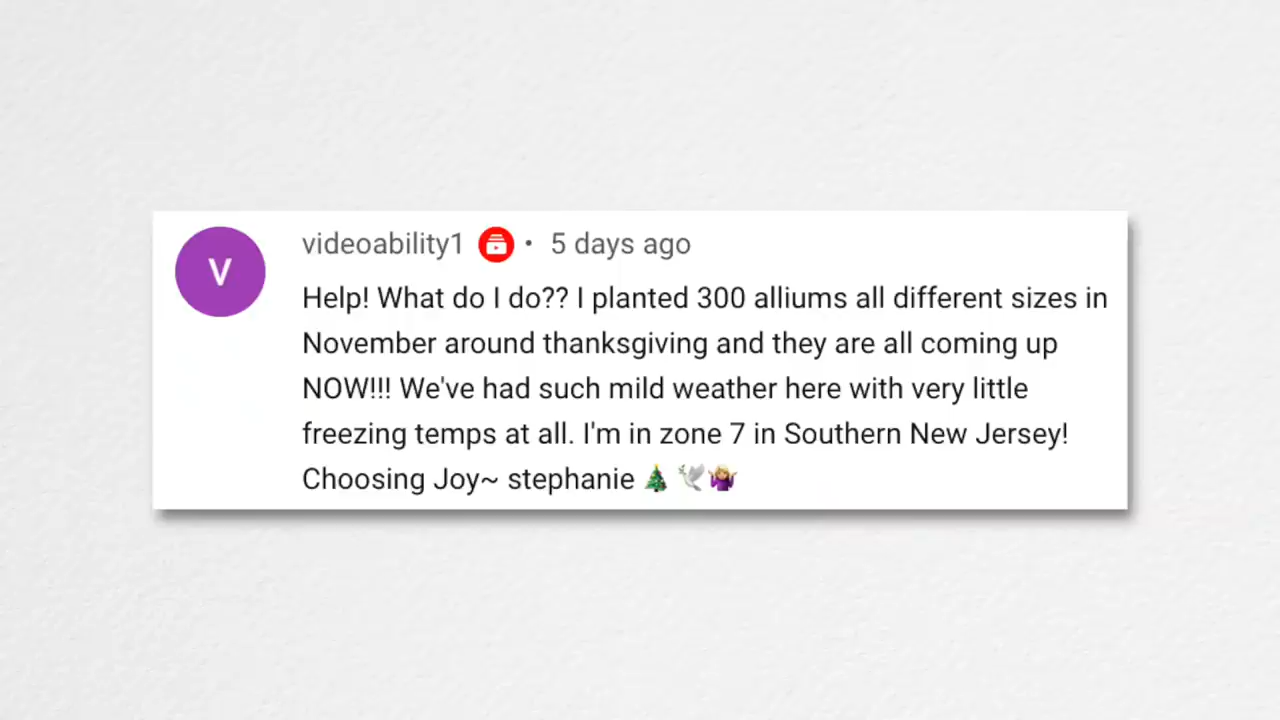 V
videoability1 • 5 days ago
Help! What do I do?? I planted 300 alliums all different sizes in
November around thanksgiving and they are all coming up
NOW!!! We've had such mild weather here with very little
freezing temps at all. I'm in zone 7 in Southern New Jersey!
Choosing Joy~ stephanie 🎄🕊️🤷🏼‍♀️